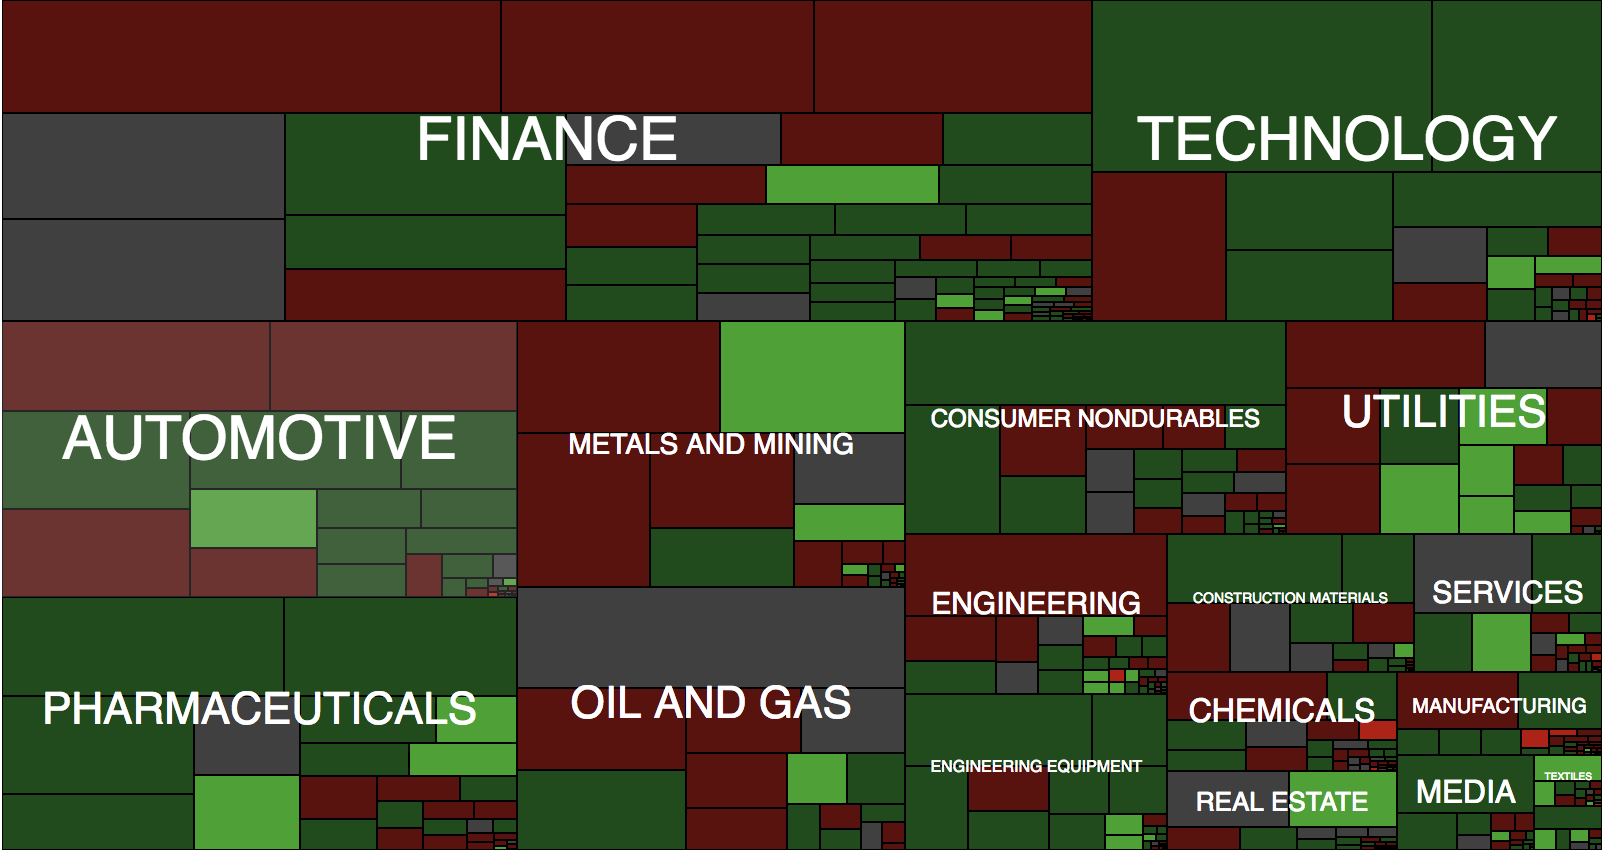 FINANCE
TECHNOLOGY
AUTOMOTIVE
METALS AND MINING
CONSUMER NONDURABLES
UTILITIES
ENGINEERING
CONSTRUCTION MATERIALS
SERVICES
PHARMACEUTICALS
OIL AND GAS
CHEMICALS
MANUFACTURING
ENGINEERING EQUIPMENT
REAL ESTATE
MEDIA
TEXTILES